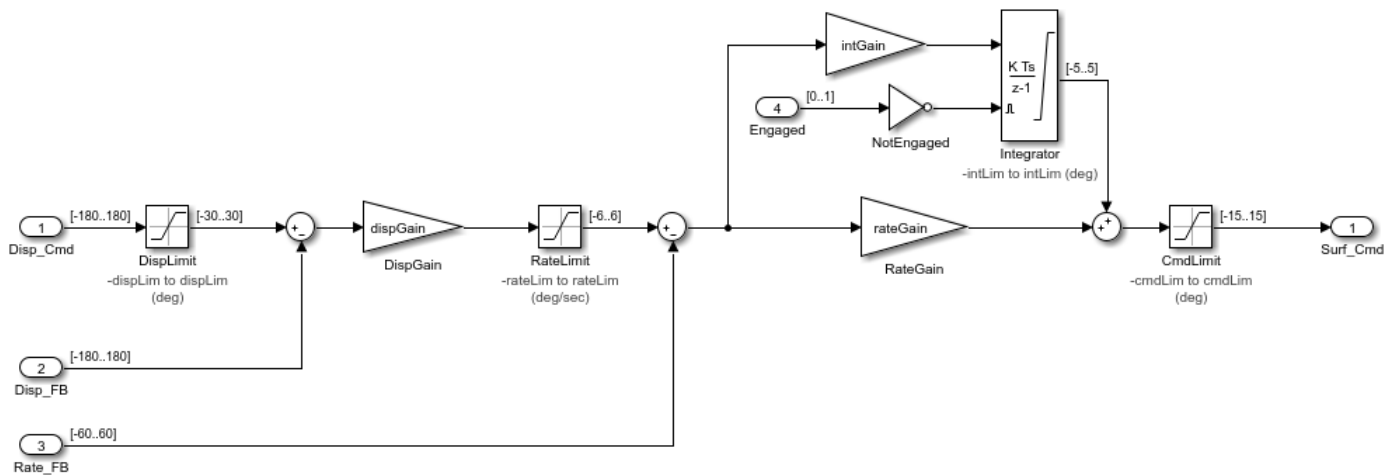 intGain
K Ts
z-1
[-5..5]
[0..1]
4
Engaged
NotEngaged
Integrator
-intLim to intLim (deg)
[-180..180]
1
Disp_Cmd
[-30..30]
DispLimit
-dispLim to dispLim
(deg)
+
−
dispGain
DispGain
[-6..6]
RateLimit
-rateLim to rateLim
(deg/sec)
+
−
rateGain
RateGain
+
+
[-15..15]
CmdLimit
-cmdLim to cmdLim
(deg)
1
Surf_Cmd
[-180..180]
2
Disp_FB
[-60..60]
3
Rate_FB